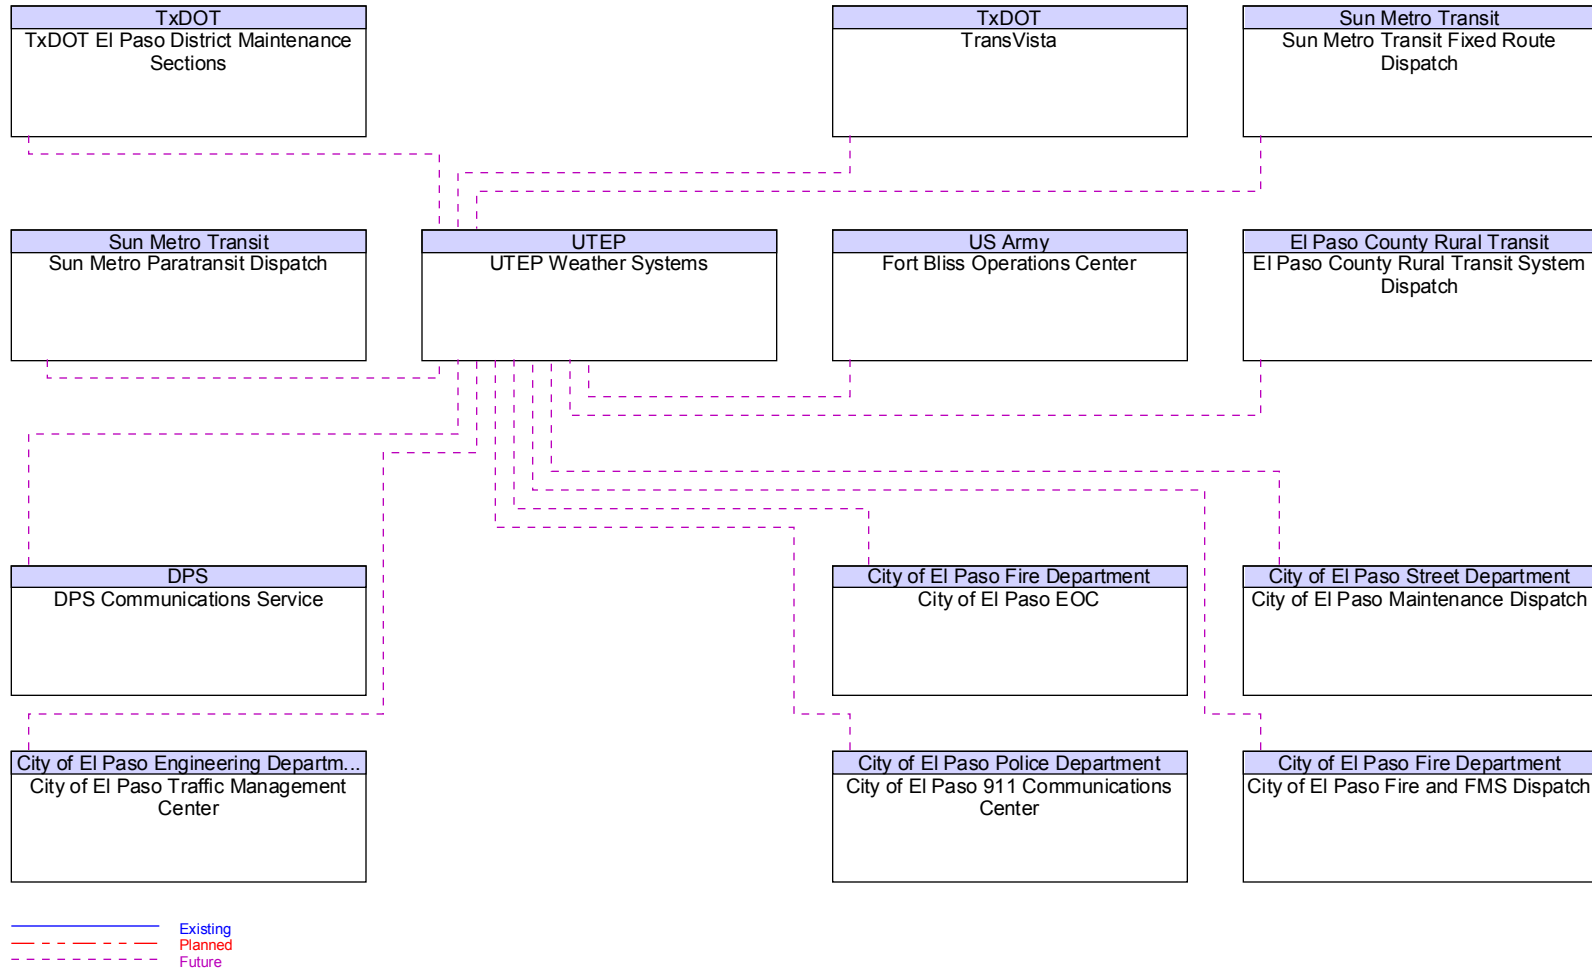 TxDOT
TxDOT El Paso District Maintenance
Sections
TxDOT
TransVista
Sun Metro Transit
Sun Metro Transit Fixed Route
Dispatch
Sun Metro Transit
Sun Metro Paratransit Dispatch
UTEP
UTEP Weather Systems
US Army
Fort Bliss Operations Center
El Paso County Rural Transit
El Paso County Rural Transit System
Dispatch
DPS
DPS Communications Service
City of El Paso Fire Department
City of El Paso EOC
City of El Paso Street Department
City of El Paso Maintenance Dispatch
City of El Paso Engineering Departm...
City of El Paso Traffic Management
Center
City of El Paso Police Department
City of El Paso 911 Communications
Center
City of El Paso Fire Department
City of El Paso Fire and FMS Dispatch
Existing
Planned
Future